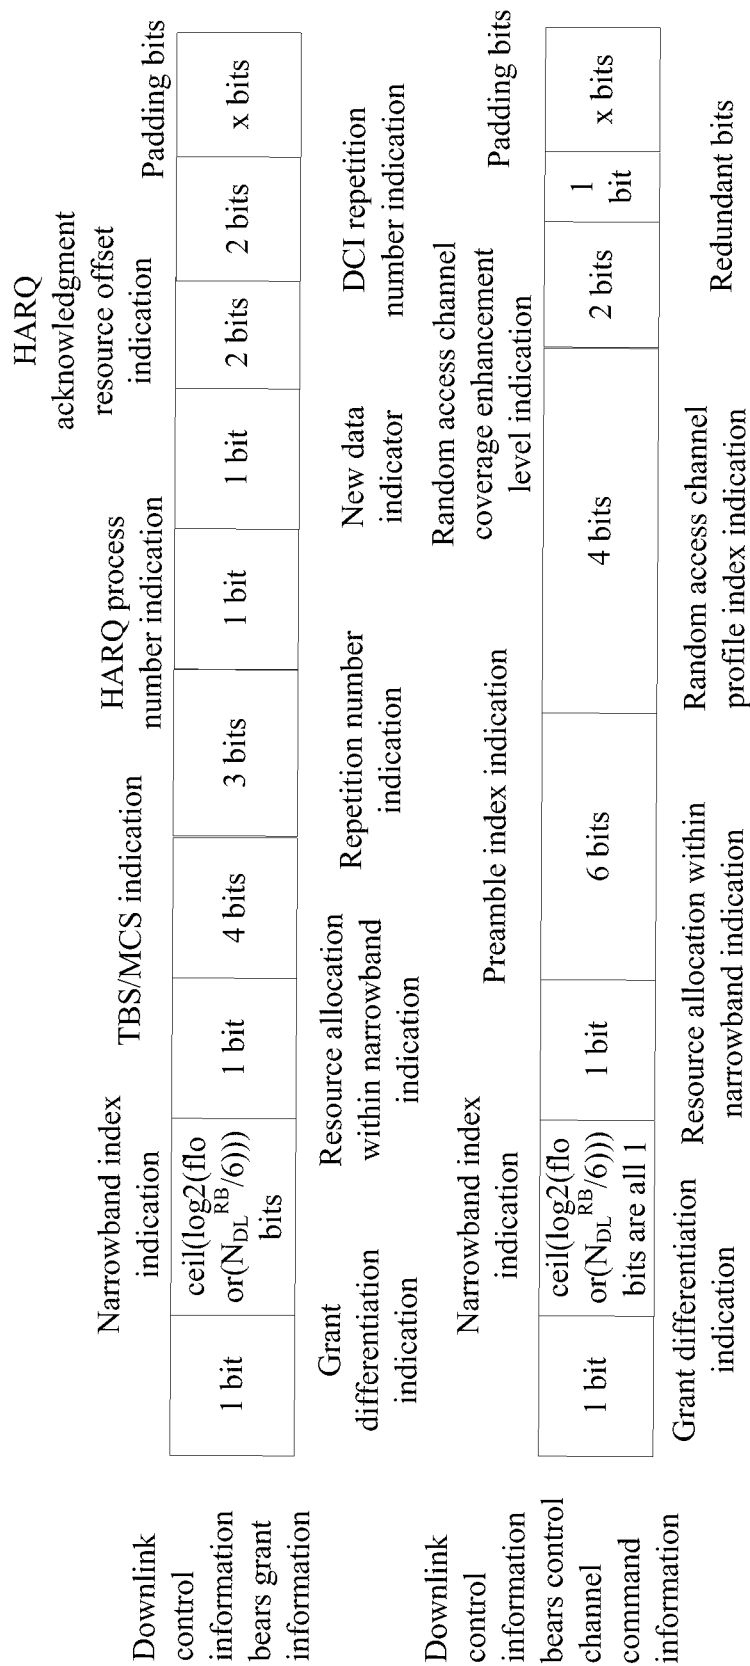 Downlink
control
information
bears grant
information
Narrowband index
indication
TBS/MCS indication
HARQ process
number indication
HARQ
acknowledgment
resource offset
indication
Padding bits
1 bit
ceil(log2(flo
or(N_DL^RB/6)))
bits
1 bit
4 bits
3 bits
1 bit
1 bit
2 bits
2 bits
x bits
Grant
differentiation
indication
Resource allocation
within narrowband
indication
Repetition number
indication
New data
indicator
DCI repetition
number indication
Downlink
control
information
bears control
channel
command
information
Narrowband index
indication
Preamble index indication
Random access channel
coverage enhancement
level indication
Padding bits
1 bit
ceil(log2(flo
or(N_DL^RB/6)))
bits are all 1
1 bit
6 bits
4 bits
2 bits
1
bit
x bits
Grant differentiation
indication
Resource allocation within
narrowband indication
Random access channel
profile index indication
Redundant bits